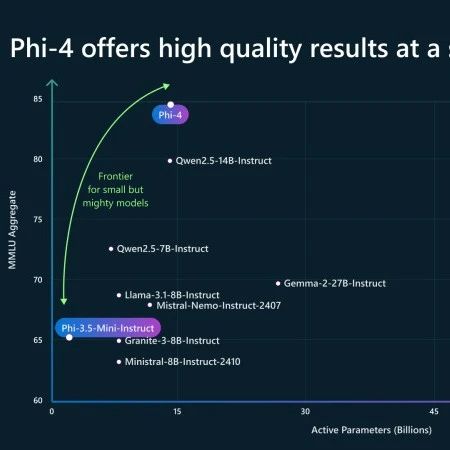 Phi-4 offers high quality results at a s
85
Phi-4
80
Qwen2.5-14B-Instruct
Frontier
for small but
mighty models
75
MMLU Aggregate
Qwen2.5-7B-Instruct
70
Gemma-2-27B-Instruct
Llama-3.1-8B-Instruct
Mistral-Nemo-Instruct-2407
Phi-3.5-Mini-Instruct
65
Granite-3-8B-Instruct
Ministral-8B-Instruct-2410
60
0
15
30
45
Active Parameters (Billions)